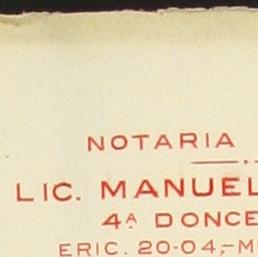 NOTARIA
LIC. MANUEL
4A DONCE
ERIC. 20-04,-M